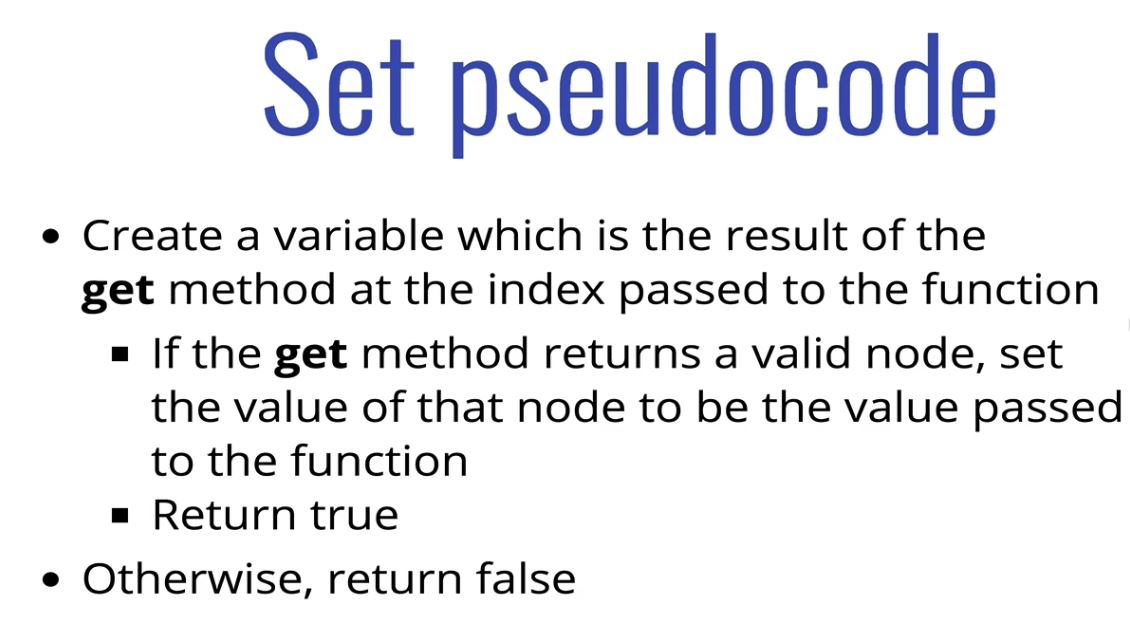 Set pseudocode
• Create a variable which is the result of the
get method at the index passed to the function
▪ If the get method returns a valid node, set
the value of that node to be the value passed
to the function
▪ Return true
• Otherwise, return false